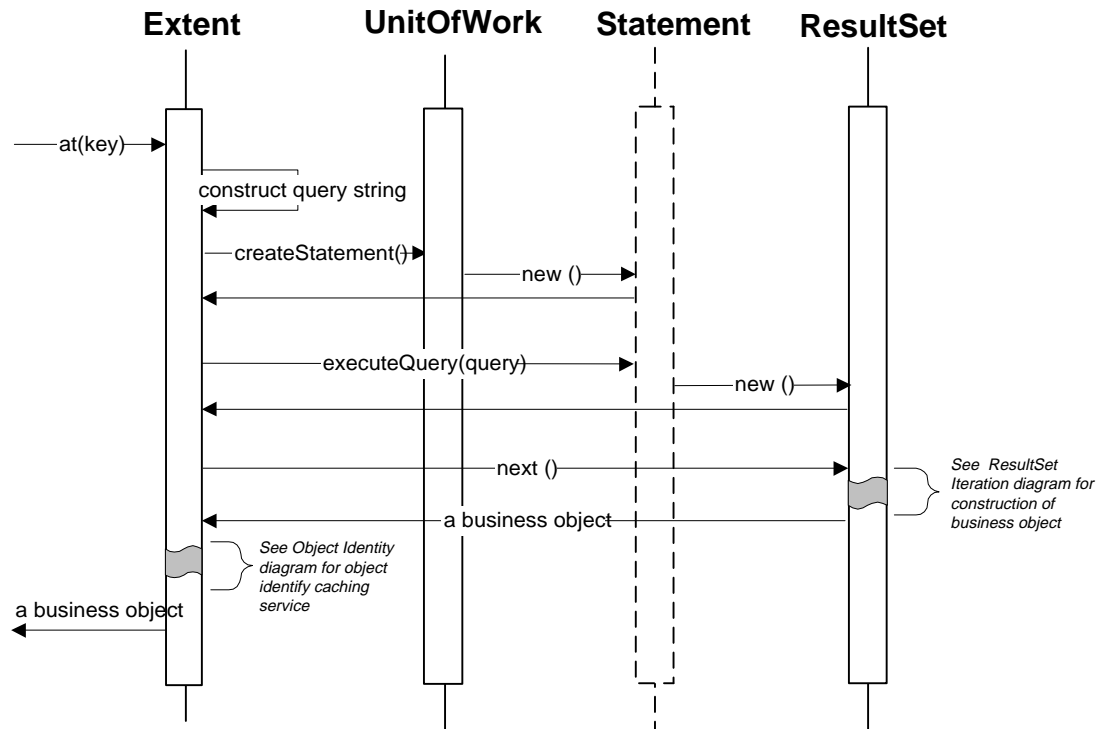 Extent
UnitOfWork
Statement
ResultSet
at(key)
construct query string
createStatement()
new ()
executeQuery(query)
new ()
next ()
See ResultSet
Iteration diagram for
construction of
business object
a business object
See Object Identity
diagram for object
identify caching
service
a business object